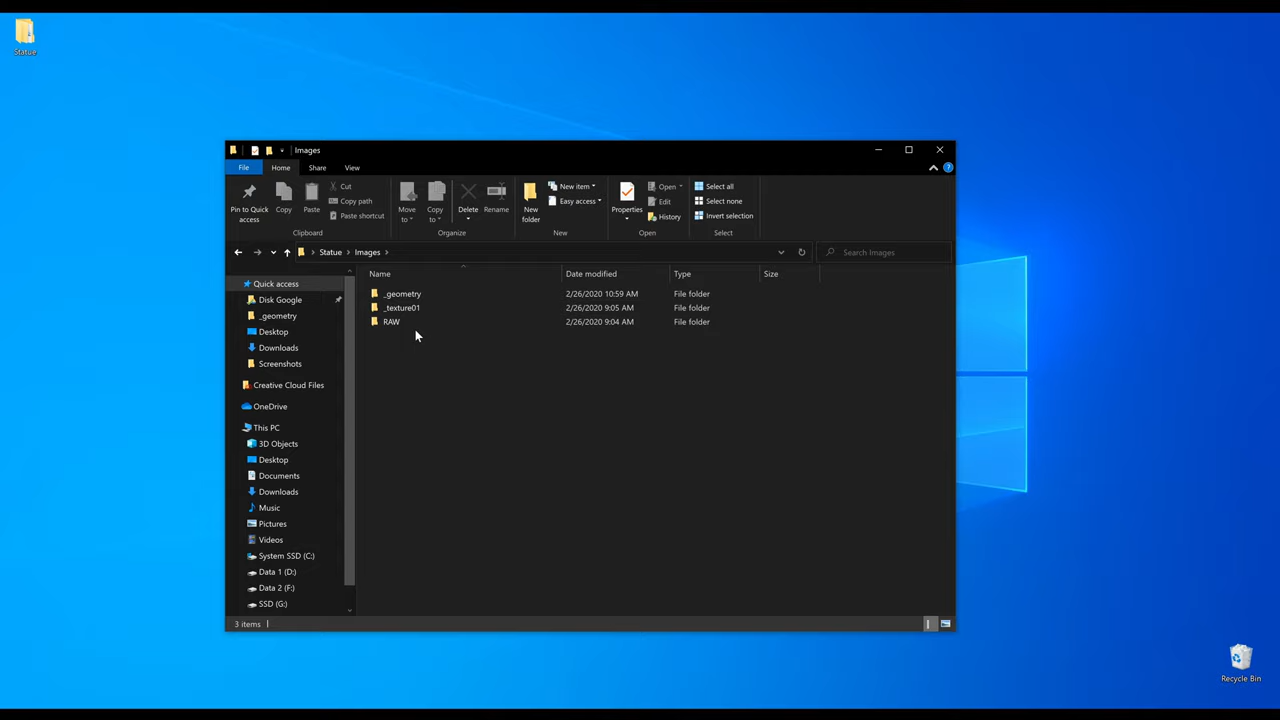 Statue
Images
File Home Share View
Pin to Quick access
Copy
Paste
Cut
Copy path
Paste shortcut
Clipboard
Move to
Copy to
Delete
Rename
Organize
New folder
New item
Easy access
New
Properties
Open
Edit
History
Open
Select all
Select none
Invert selection
Select
Statue > Images >
Search Images
Name Date modified Type Size
_geometry 2/26/2020 10:59 AM File folder
_texture01 2/26/2020 9:05 AM File folder
RAW 2/26/2020 9:04 AM File folder
Quick access
Disk Google
_geometry
Desktop
Downloads
Screenshots
Creative Cloud Files
OneDrive
This PC
3D Objects
Desktop
Documents
Downloads
Music
Pictures
Videos
System SSD (C:)
Data 1 (D:)
Data 2 (F:)
SSD (G:)
3 items
Recycle Bin